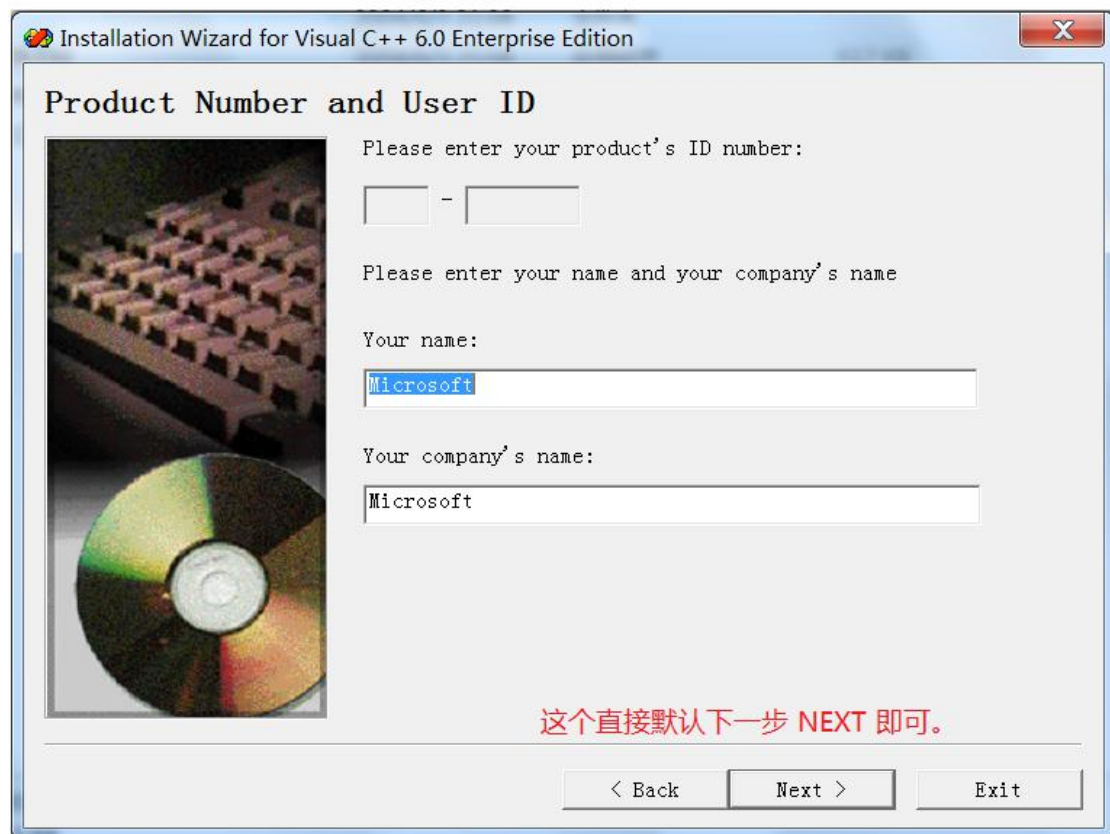 Installation Wizard for Visual C++ 6.0 Enterprise Edition
Product Number and User ID
Please enter your product's ID number:
-
Please enter your name and your company's name
Your name:
Microsoft
Your company's name:
Microsoft
这个直接默认下一步 NEXT 即可。
< Back
Next >
Exit